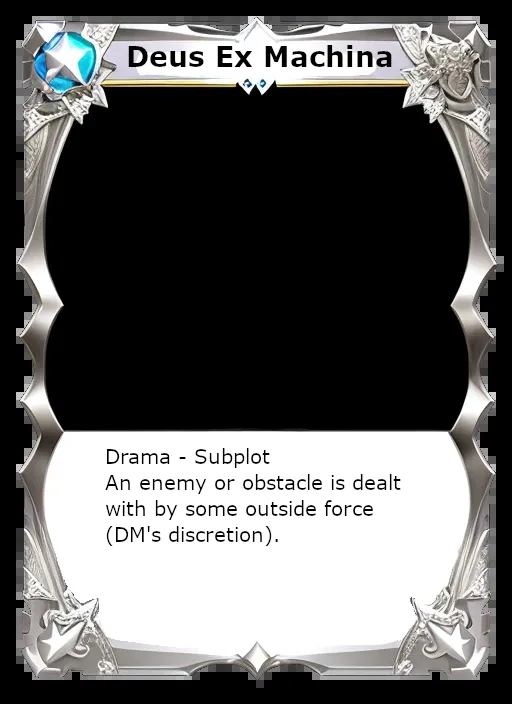 Deus Ex Machina
Drama - Subplot
An enemy or obstacle is dealt
with by some outside force
(DM's discretion).